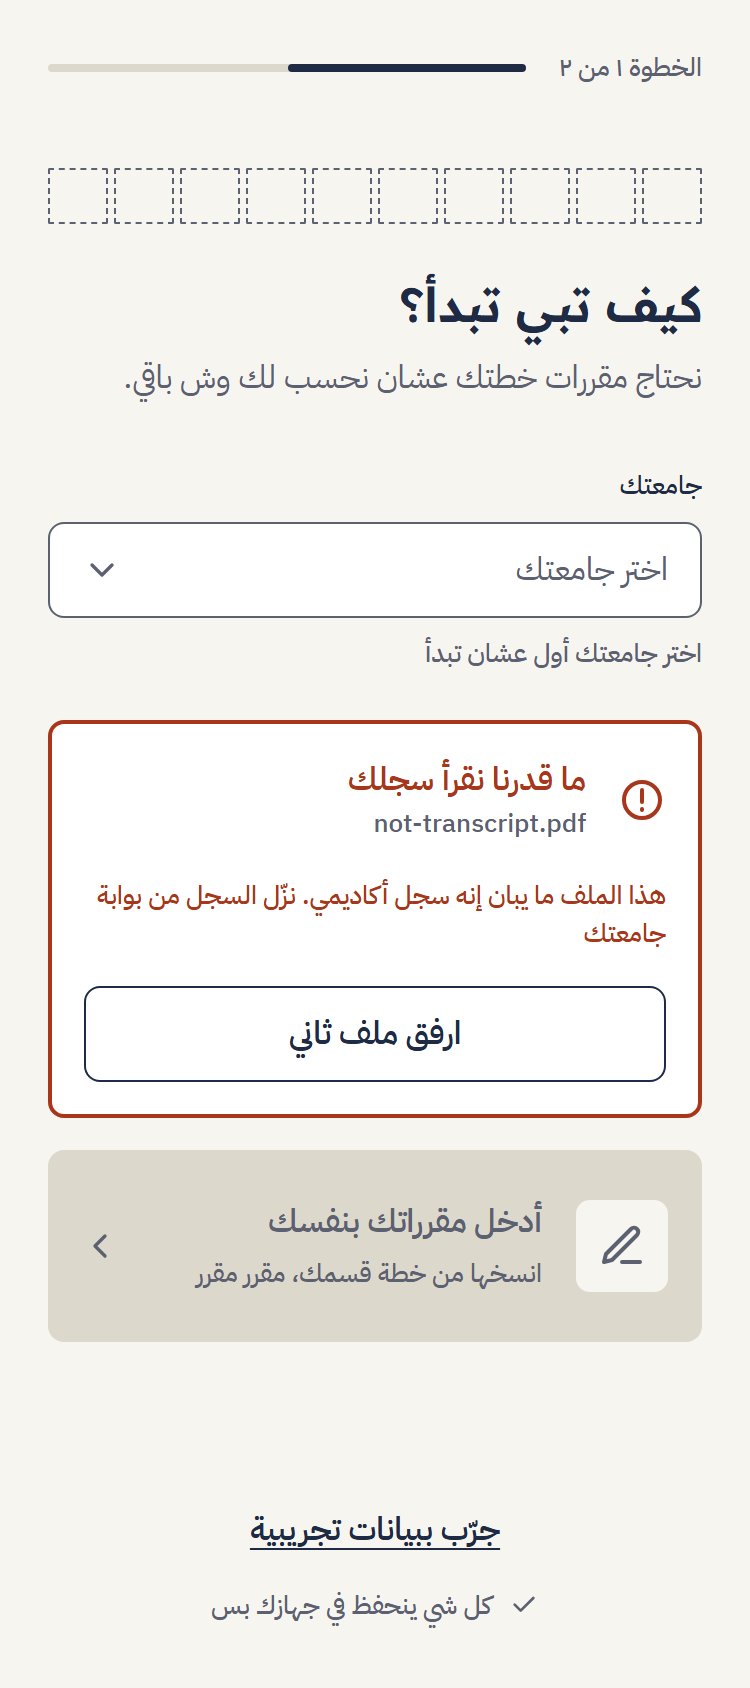 الخطوة ١ من ٢
كيف تبي تبدأ؟
نحتاج مقررات خطتك عشان نحسب لك وش باقي.
جامعتك
اختر جامعتك
اختر جامعتك أول عشان تبدأ
ما قدرنا نقرأ سجلك
not-transcript.pdf
هذا الملف ما يبان إنه سجل أكاديمي. نزّل السجل من بوابة
جامعتك
ارفق ملف ثاني
أدخل مقرراتك بنفسك
انسخها من خطة قسمك، مقرر مقرر
جرّب ببيانات تجريبية
كل شي ينحفظ في جهازك بس